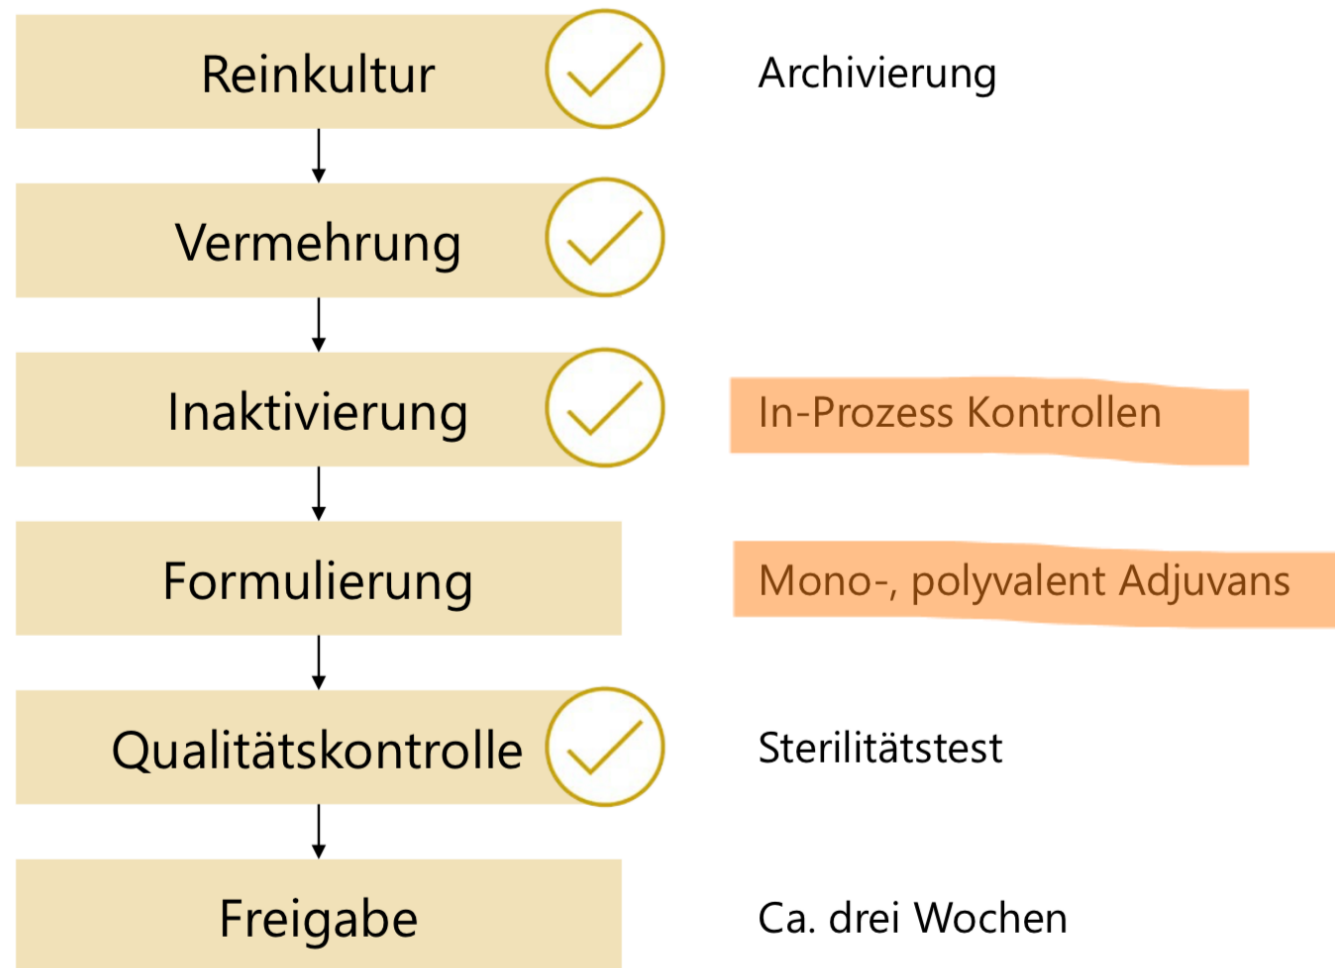 Reinkultur
Archivierung
Vermehrung
Inaktivierung
In-Prozess Kontrollen
Formulierung
Mono-, polyvalent Adjuvans
Qualitätskontrolle
Sterilitätstest
Freigabe
Ca. drei Wochen